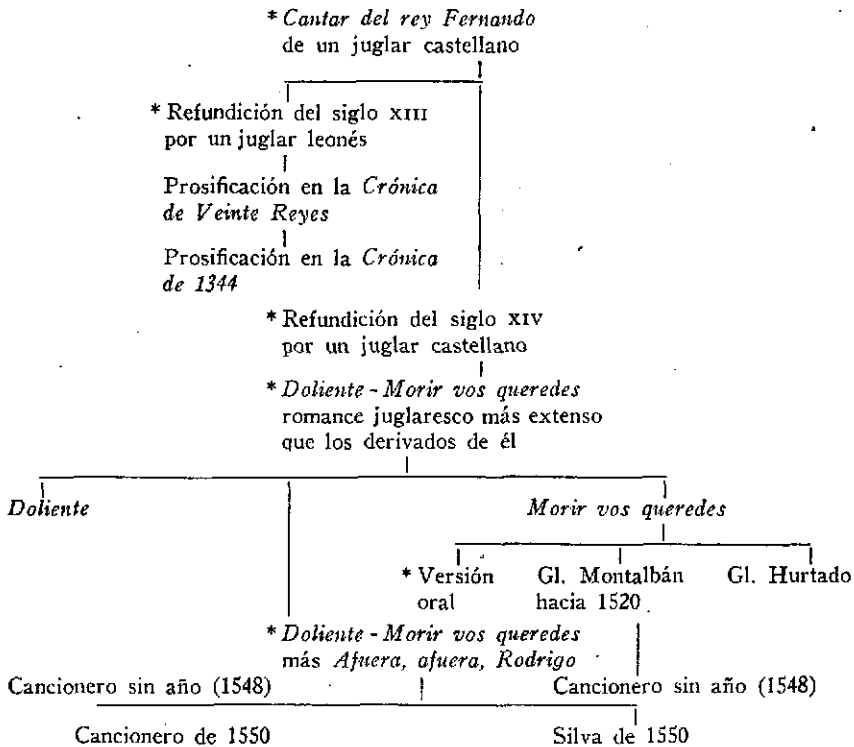 * Cantar del rey Fernando
de un juglar castellano
* Refundición del siglo XIII
por un juglar leonés
Prosificación en la Crónica
de Veinte Reyes
Prosificación en la Crónica
de 1344
* Refundición del siglo XIV
por un juglar castellano
* Doliente - Morir vos queredes
romance juglaresco más extenso
que los derivados de él
Doliente
Morir vos queredes
* Versión
oral
Gl. Montalbán
hacia 1520
Gl. Hurtado
* Doliente - Morir vos queredes
más Afuera, afuera, Rodrigo
Cancionero sin año (1548)
Cancionero sin año (1548)
Cancionero de 1550
Silva de 1550